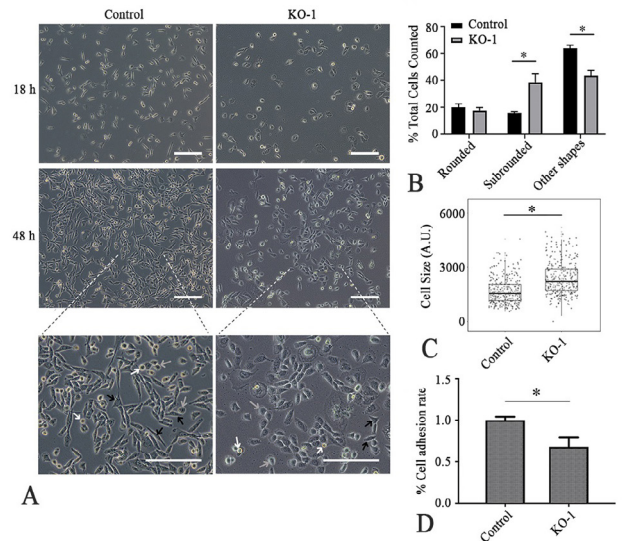 Control
KO-1
18 h
48 h
A
% Total Cells Counted
80
60
40
20
0
Control
KO-1
*
*
Rounded
Subrounded
Other shapes
B
Cell Size (A.U.)
6000
3000
0
*
Control
KO-1
C
% Cell adhesion rate
1.5
1.0
0.5
0.0
*
Control
KO-1
D